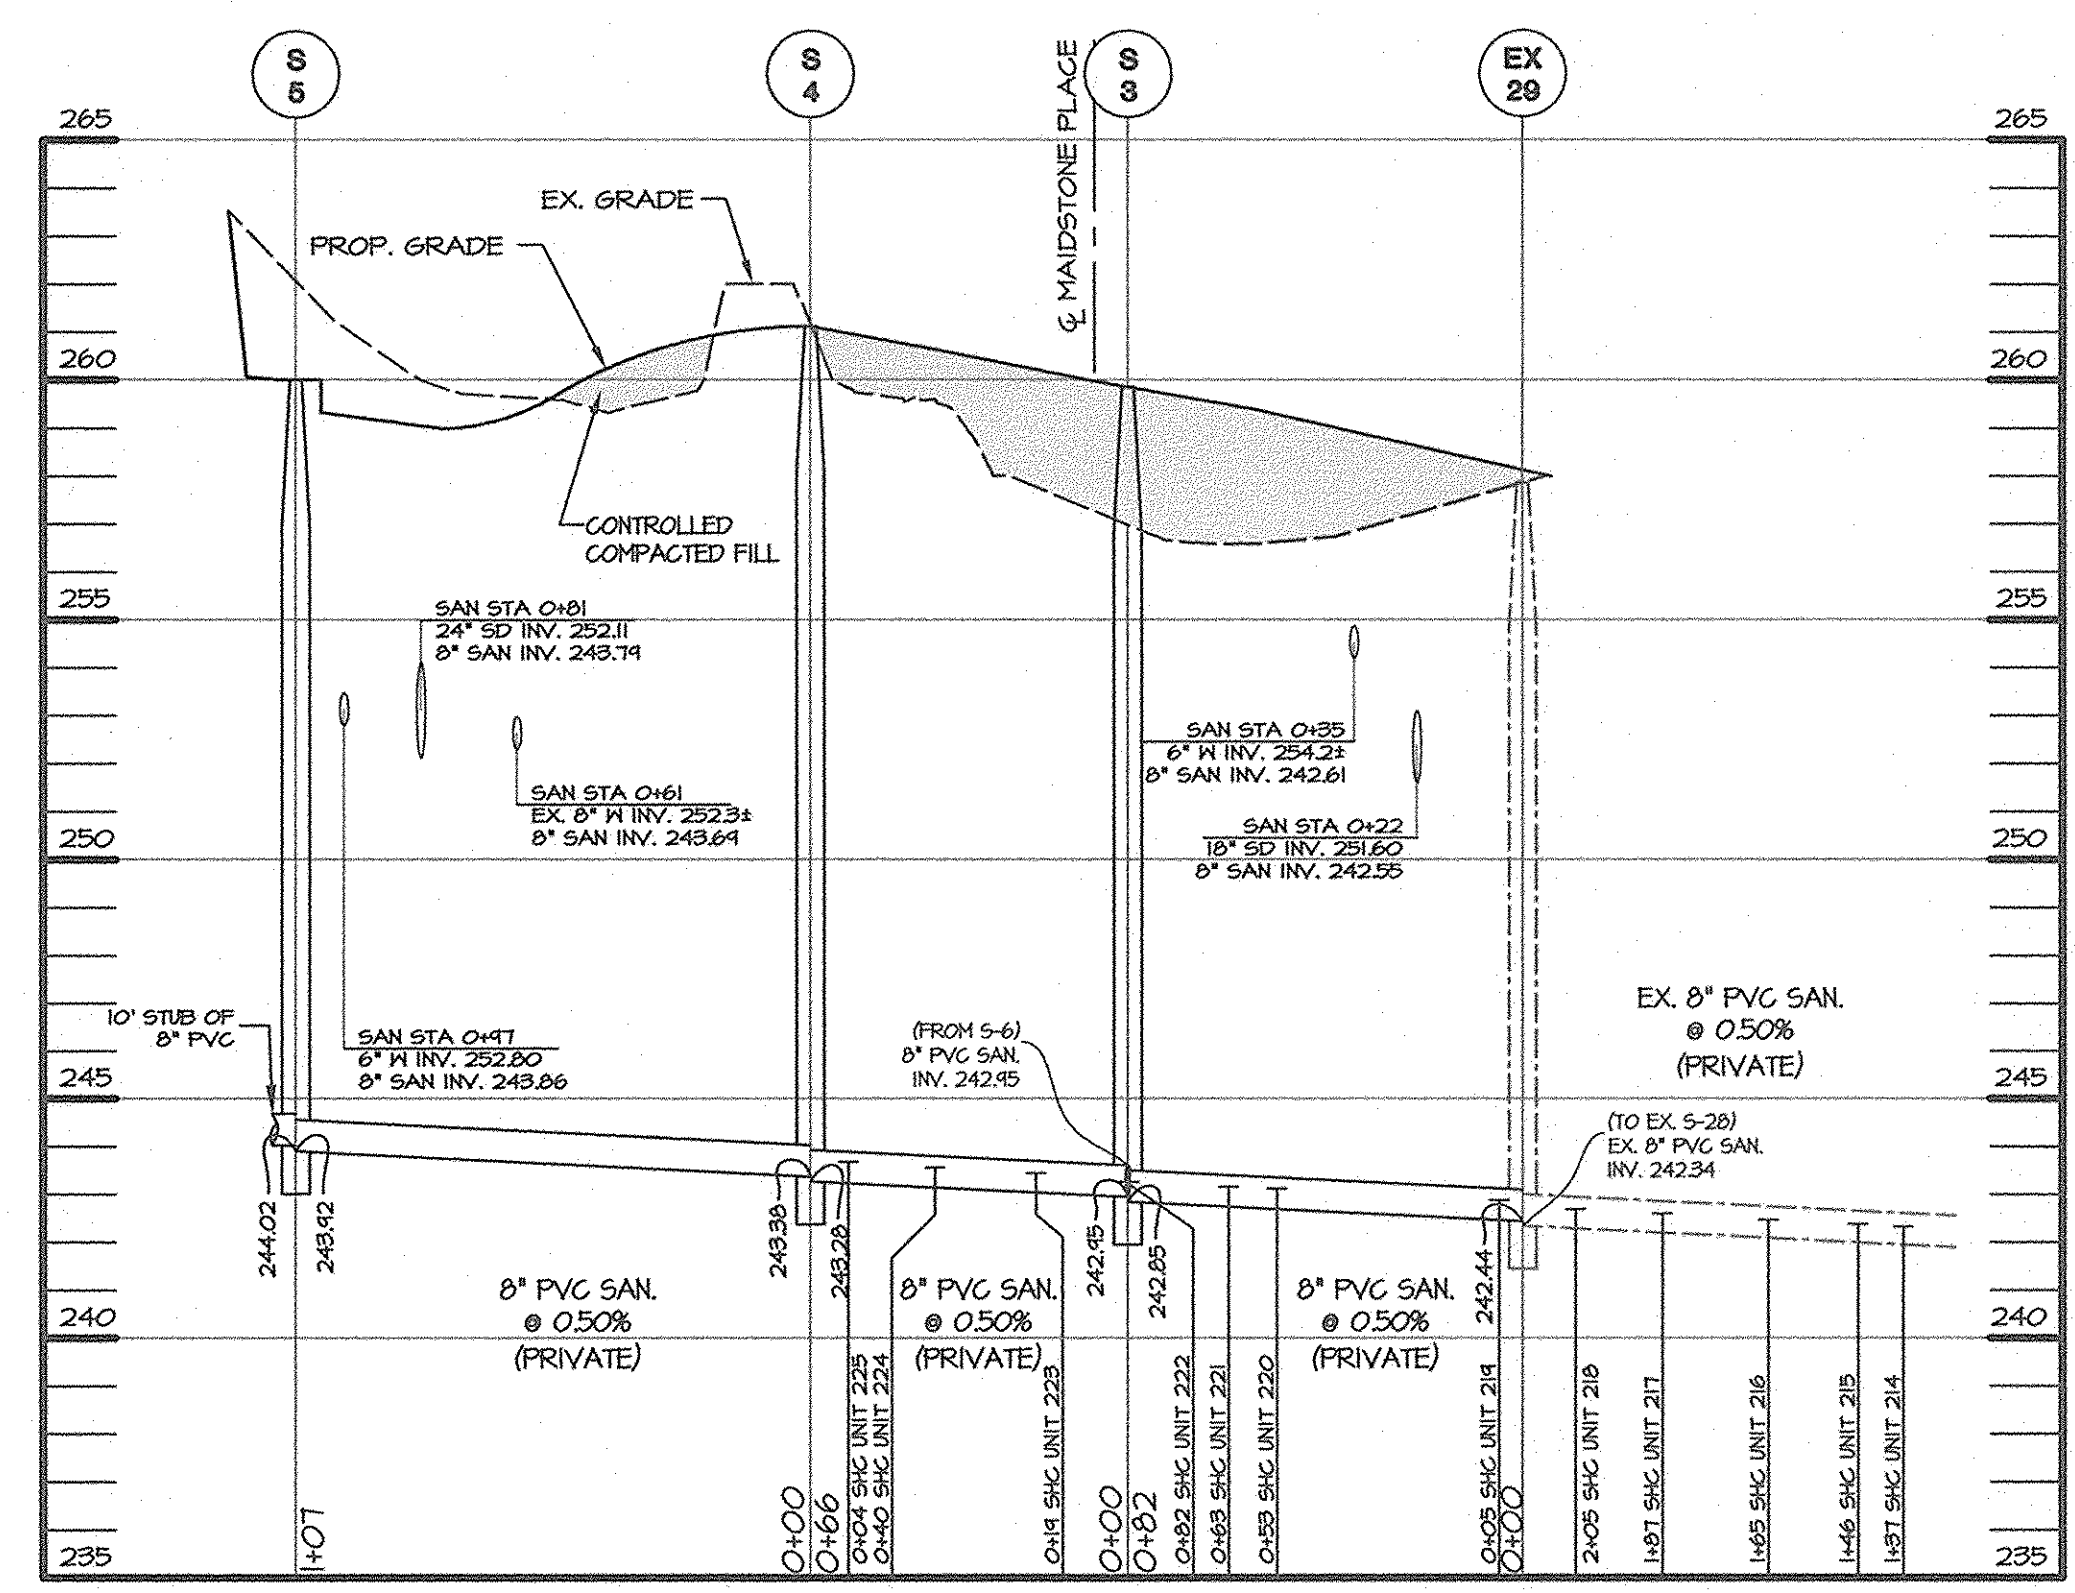 S
5
S
4
S
3
EX
29
265
265
℄ MAIDSTONE PLACE
EX. GRADE
PROP. GRADE
260
260
CONTROLLED
COMPACTED FILL
255
255
SAN STA 0+81
24" SD INV. 252.11
8" SAN INV. 243.79
SAN STA 0+35
6" W INV. 254.2±
8" SAN INV. 242.61
SAN STA 0+61
EX. 8" W INV. 252.3±
8" SAN INV. 243.69
SAN STA 0+22
18" SD INV. 251.60
8" SAN INV. 242.55
250
250
10' STUB OF
8" PVC
SAN STA 0+97
6" W INV. 252.80
8" SAN INV. 243.86
(FROM S-6)
8" PVC SAN.
INV. 242.95
EX. 8" PVC SAN.
@ 0.50%
(PRIVATE)
245
245
(TO EX. S-28)
EX. 8" PVC SAN.
INV. 242.34
244.02
243.92
243.38
243.28
242.95
242.85
242.44
8" PVC SAN.
@ 0.50%
(PRIVATE)
8" PVC SAN.
@ 0.50%
(PRIVATE)
8" PVC SAN.
@ 0.50%
(PRIVATE)
240
240
1+07
0+00
0+66
0+04 SHC UNIT 225
0+40 SHC UNIT 224
0+19 SHC UNIT 223
0+00
0+82
0+82 SHC UNIT 222
0+63 SHC UNIT 221
0+53 SHC UNIT 220
0+05 SHC UNIT 219
0+00
2+05 SHC UNIT 218
1+87 SHC UNIT 217
1+65 SHC UNIT 216
1+46 SHC UNIT 215
1+37 SHC UNIT 214
235
235